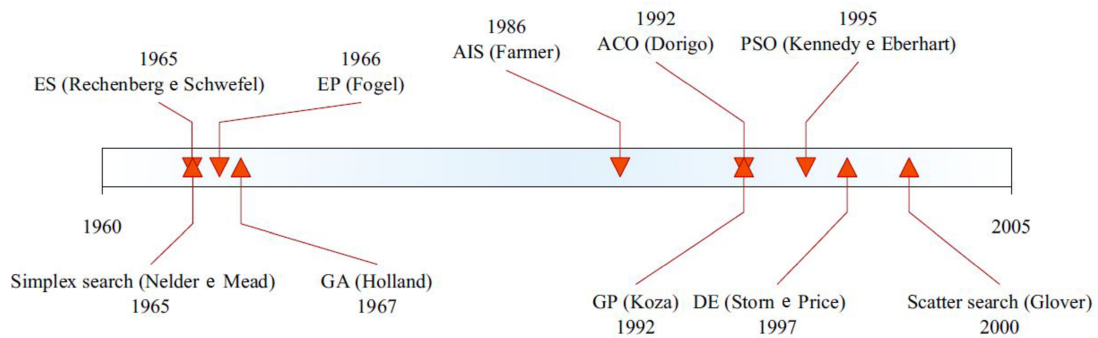 1965
ES (Rechenberg e Schwefel)
1966
EP (Fogel)
1986
AIS (Farmer)
1992
ACO (Dorigo)
1995
PSO (Kennedy e Eberhart)
1960
2005
Simplex search (Nelder e Mead)
1965
GA (Holland)
1967
GP (Koza)
1992
DE (Storn e Price)
1997
Scatter search (Glover)
2000